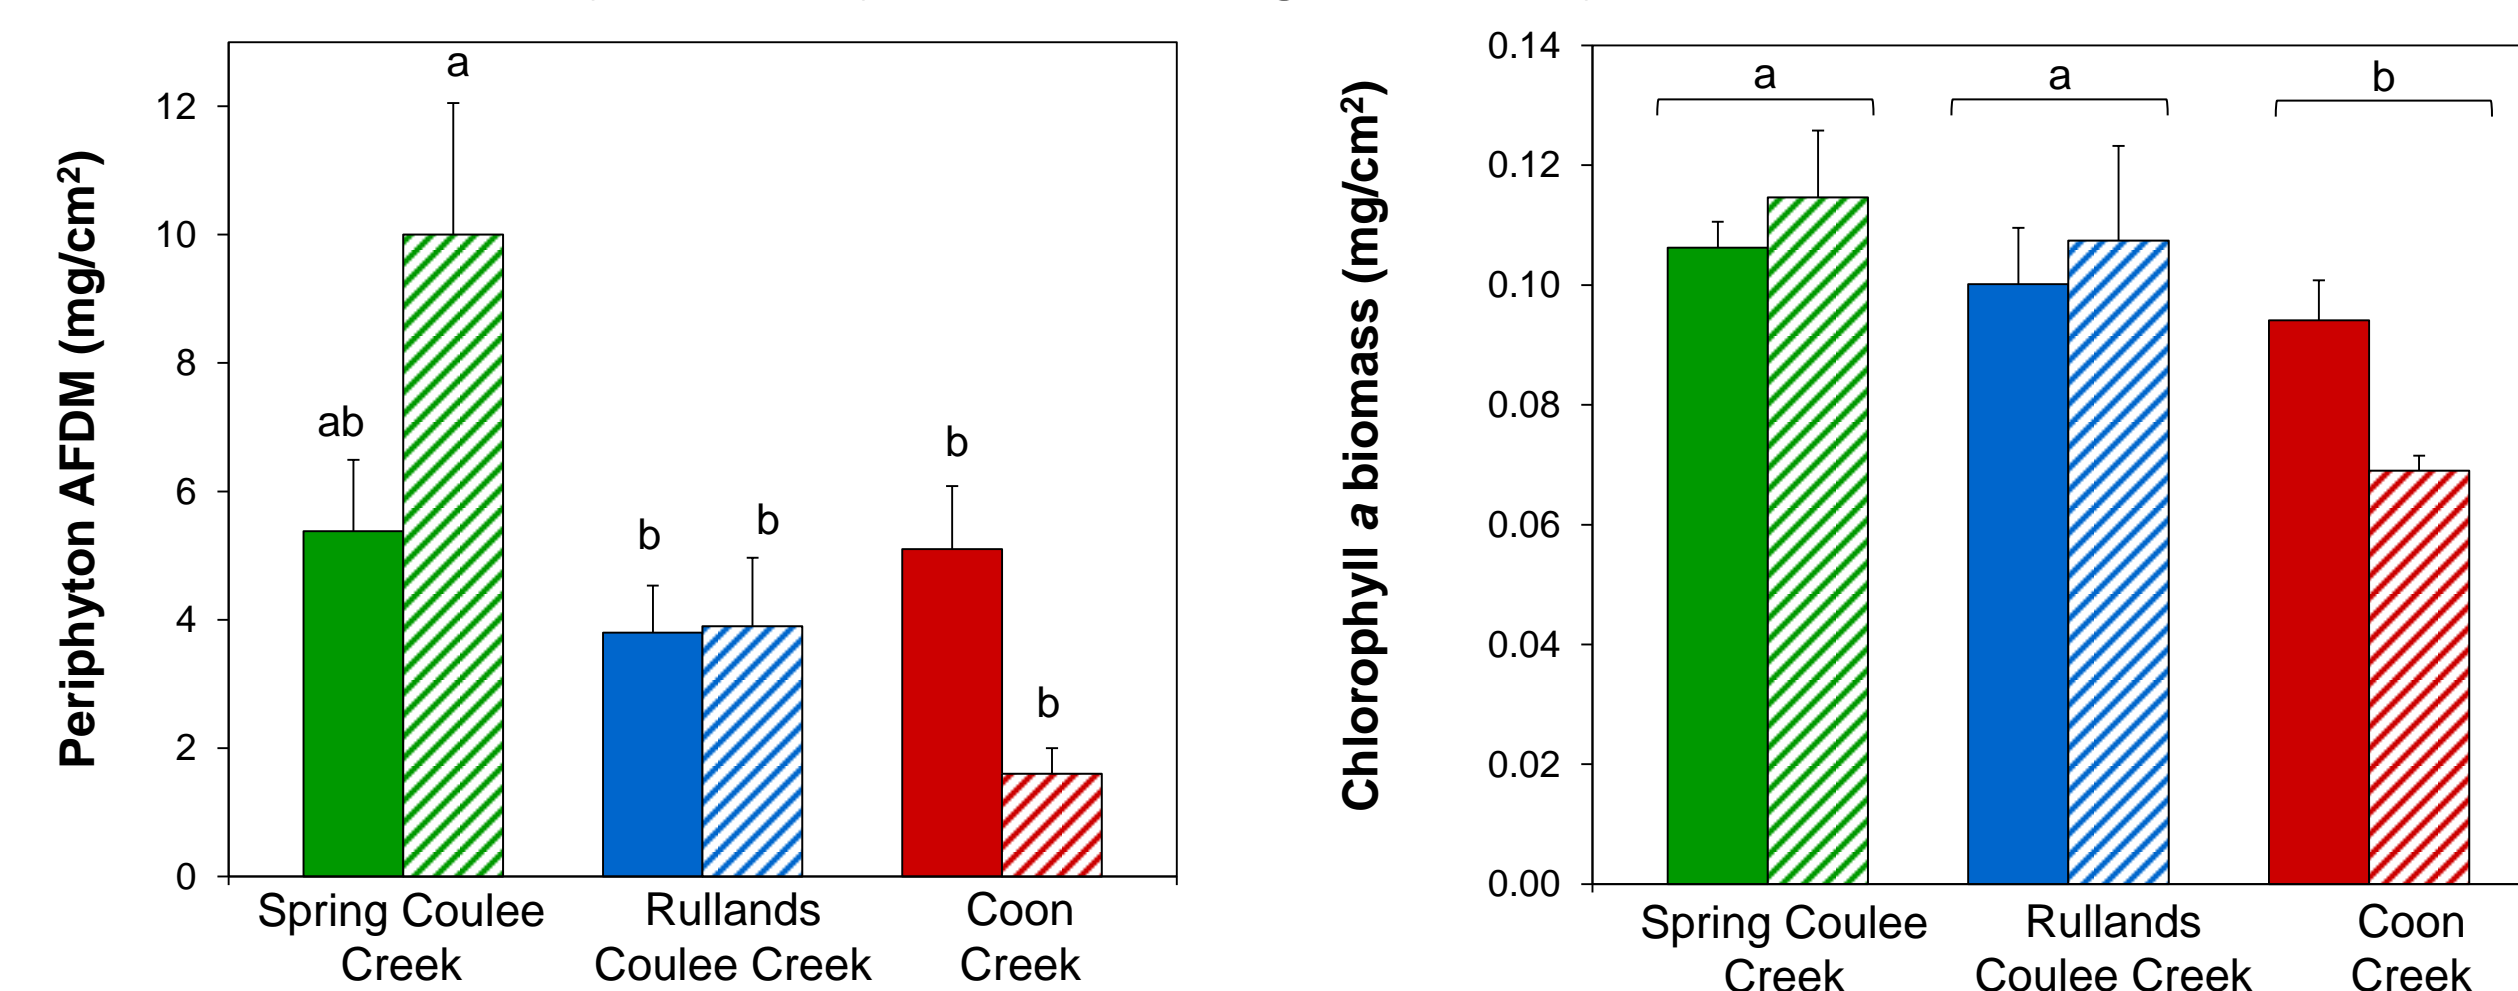 Periphyton AFDM (mg/cm²)
12
10
8
6
4
2
0
a
ab
b
b
b
b
Spring Coulee
Creek
Rullands
Coulee Creek
Coon
Creek
Chlorophyll a biomass (mg/cm²)
0.14
0.12
0.10
0.08
0.06
0.04
0.02
0.00
a
a
b
Spring Coulee
Creek
Rullands
Coulee Creek
Coon
Creek